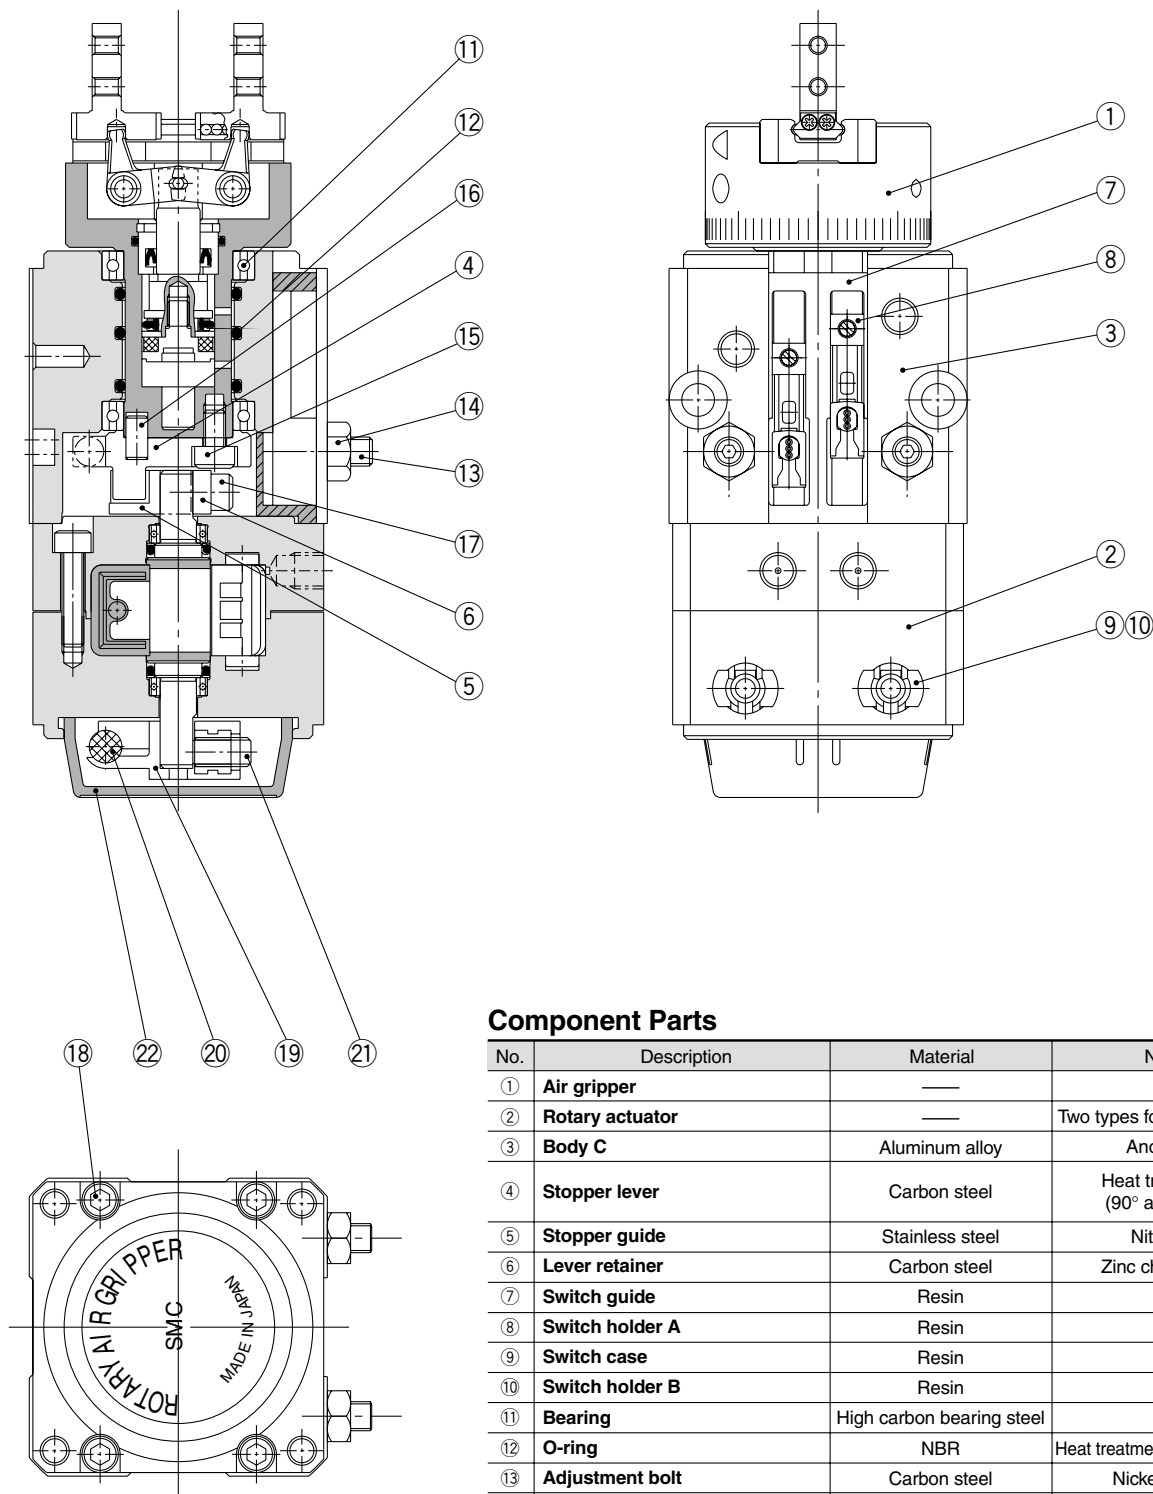 ⑪
①
⑫
⑯
⑦
④
⑧
⑮
③
⑭
⑬
⑰
②
⑥
⑨⑩
⑤
⑱ ㉒ ⑳ ⑲ ㉑
ROTARY AIR GRIPPER
SMC
MADE IN JAPAN
Component Parts
No. Description Material N
① Air gripper —
② Rotary actuator — Two types fo
③ Body C Aluminum alloy Ano
④ Stopper lever Carbon steel Heat tr
(90° a
⑤ Stopper guide Stainless steel Nit
⑥ Lever retainer Carbon steel Zinc ch
⑦ Switch guide Resin
⑧ Switch holder A Resin
⑨ Switch case Resin
⑩ Switch holder B Resin
⑪ Bearing High carbon bearing steel
⑫ O-ring NBR Heat treatme
⑬ Adjustment bolt Carbon steel Nicke